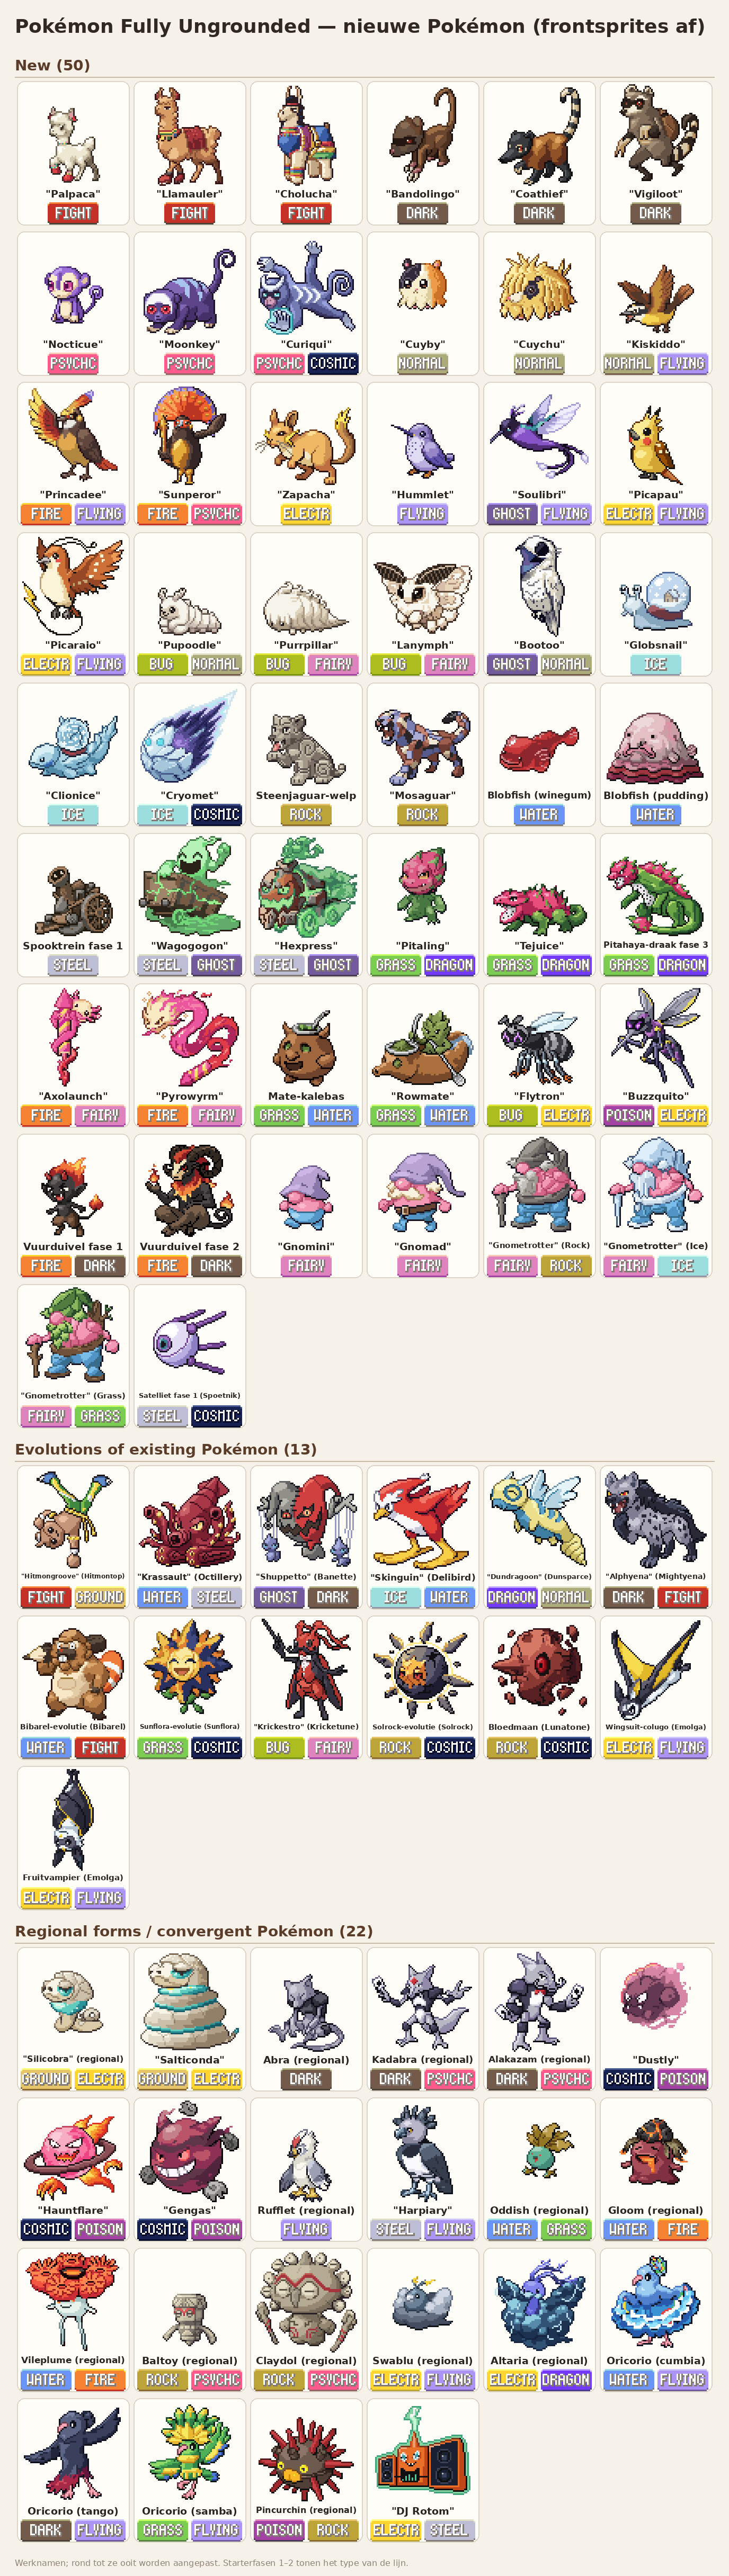 Pokémon Fully Ungrounded — nieuwe Pokémon (frontsprites af)
New (50)
"Palpaca" "Llamauler" "Cholucha" "Bandolingo" "Coathief" "Vigiloot"
FIGHT FIGHT FIGHT DARK DARK DARK
"Nocticue" "Moonkey" "Curiqui" "Cuyby" "Cuychu" "Kiskiddo"
PSYCHC PSYCHC PSYCHC COSMIC NORMAL NORMAL NORMAL FLYING
"Princadee" "Sunperor" "Zapacha" "Hummlet" "Soulibri" "Picapau"
FIRE FLYING FIRE PSYCHC ELECTR FLYING GHOST FLYING ELECTR FLYING
"Picaraio" "Pupoodle" "Purrpillar" "Lanymph" "Bootoo" "Globsnail"
ELECTR FLYING BUG NORMAL BUG FAIRY BUG FAIRY GHOST NORMAL ICE
"Clionice" "Cryomet" Steenjaguar-welp "Mosaguar" Blobfish (winegum) Blobfish (pudding)
ICE ICE COSMIC ROCK ROCK WATER WATER
Spooktrein fase 1 "Wagogogon" "Hexpress" "Pitaling" "Tejuice" Pitahaya-draak fase 3
STEEL STEEL GHOST STEEL GHOST GRASS DRAGON GRASS DRAGON GRASS DRAGON
"Axolaunch" "Pyrowyrm" Mate-kalebas "Rowmate" "Flytron" "Buzzquito"
FIRE FAIRY FIRE FAIRY GRASS WATER GRASS WATER BUG ELECTR POISON ELECTR
Vuurduivel fase 1 Vuurduivel fase 2 "Gnomini" "Gnomad" "Gnometrotter" (Rock) "Gnometrotter" (Ice)
FIRE DARK FIRE DARK FAIRY FAIRY FAIRY ROCK FAIRY ICE
"Gnometrotter" (Grass) Satelliet fase 1 (Spoetnik)
FAIRY GRASS STEEL COSMIC
Evolutions of existing Pokémon (13)
"Hitmongroove" (Hitmontop) "Krassault" (Octillery) "Shuppetto" (Banette) "Skinguin" (Delibird) "Dundragoon" (Dunsparce) "Alphyena" (Mightyena)
FIGHT GROUND WATER STEEL GHOST DARK ICE WATER DRAGON NORMAL DARK FIGHT
Bibarel-evolutie (Bibarel) Sunflora-evolutie (Sunflora) "Krickestro" (Kricketune) Solrock-evolutie (Solrock) Bloedmaan (Lunatone) Wingsuit-colugo (Emolga)
WATER FIGHT GRASS COSMIC BUG FAIRY ROCK COSMIC ROCK COSMIC ELECTR FLYING
Fruitvampier (Emolga)
ELECTR FLYING
Regional forms / convergent Pokémon (22)
"Silicobra" (regional) "Salticonda" Abra (regional) Kadabra (regional) Alakazam (regional) "Dustly"
GROUND ELECTR GROUND ELECTR DARK DARK PSYCHC DARK PSYCHC COSMIC POISON
"Hauntflare" "Gengas" Rufflet (regional) "Harpiary" Oddish (regional) Gloom (regional)
COSMIC POISON COSMIC POISON FLYING STEEL FLYING WATER GRASS WATER FIRE
Vileplume (regional) Baltoy (regional) Claydol (regional) Swablu (regional) Altaria (regional) Oricorio (cumbia)
WATER FIRE ROCK PSYCHC ROCK PSYCHC ELECTR FLYING ELECTR DRAGON WATER FLYING
Oricorio (tango) Oricorio (samba) Pincurchin (regional) "DJ Rotom"
DARK FLYING GRASS FLYING POISON ROCK ELECTR STEEL
Werknamen; rond tot ze ooit worden aangepast. Starterfasen 1–2 tonen het type van de lijn.